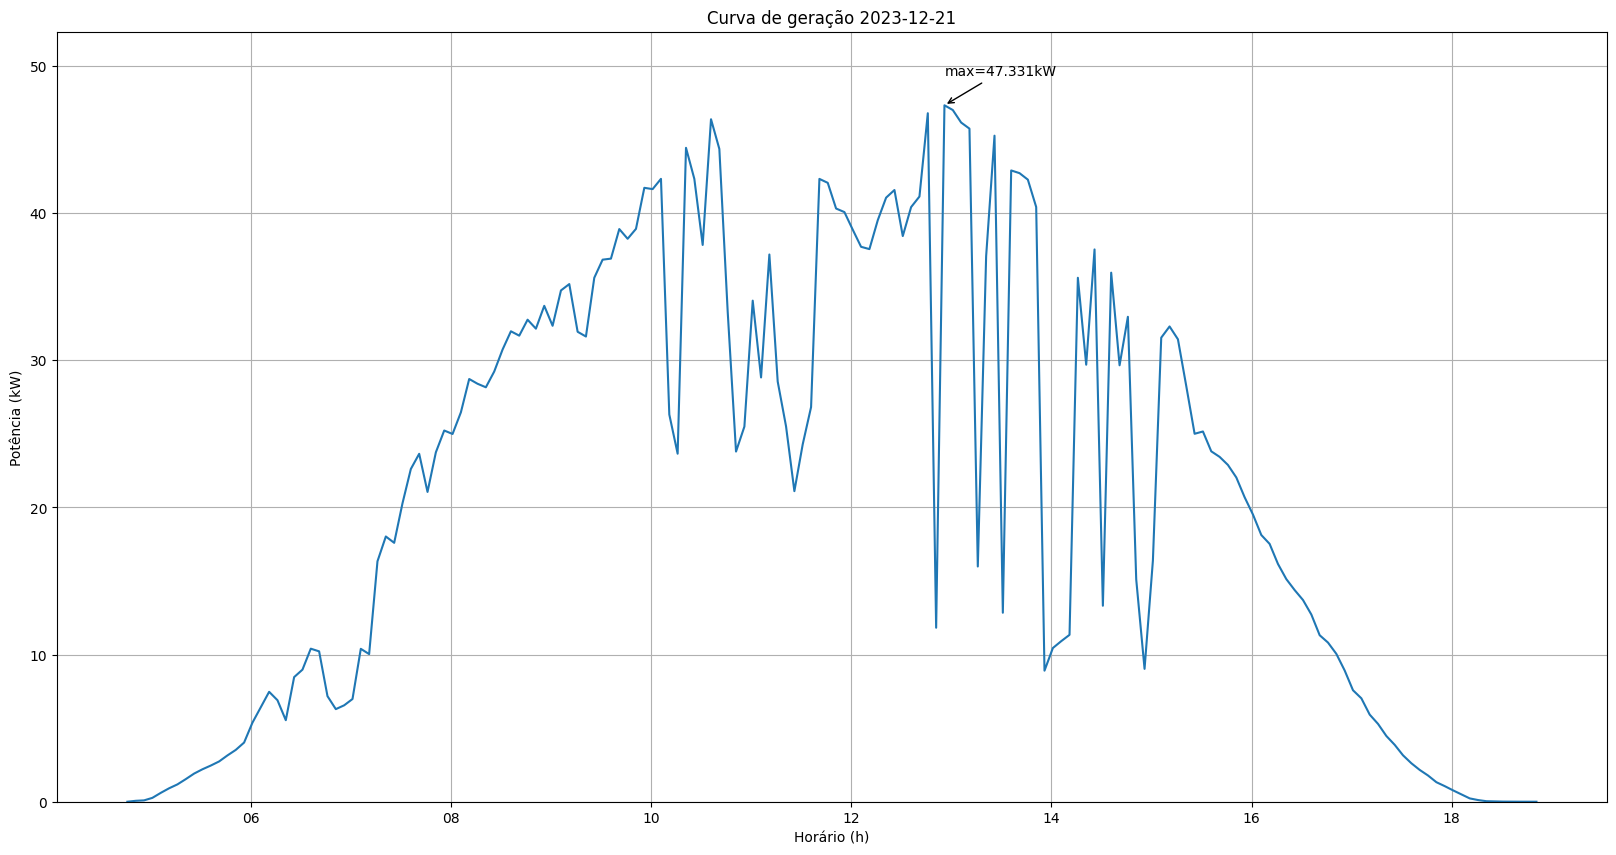 Curva de geração 2023-12-21
max=47.331kW
50
40
30
20
10
0
Potência (kW)
06 08 10 12 14 16 18
Horário (h)